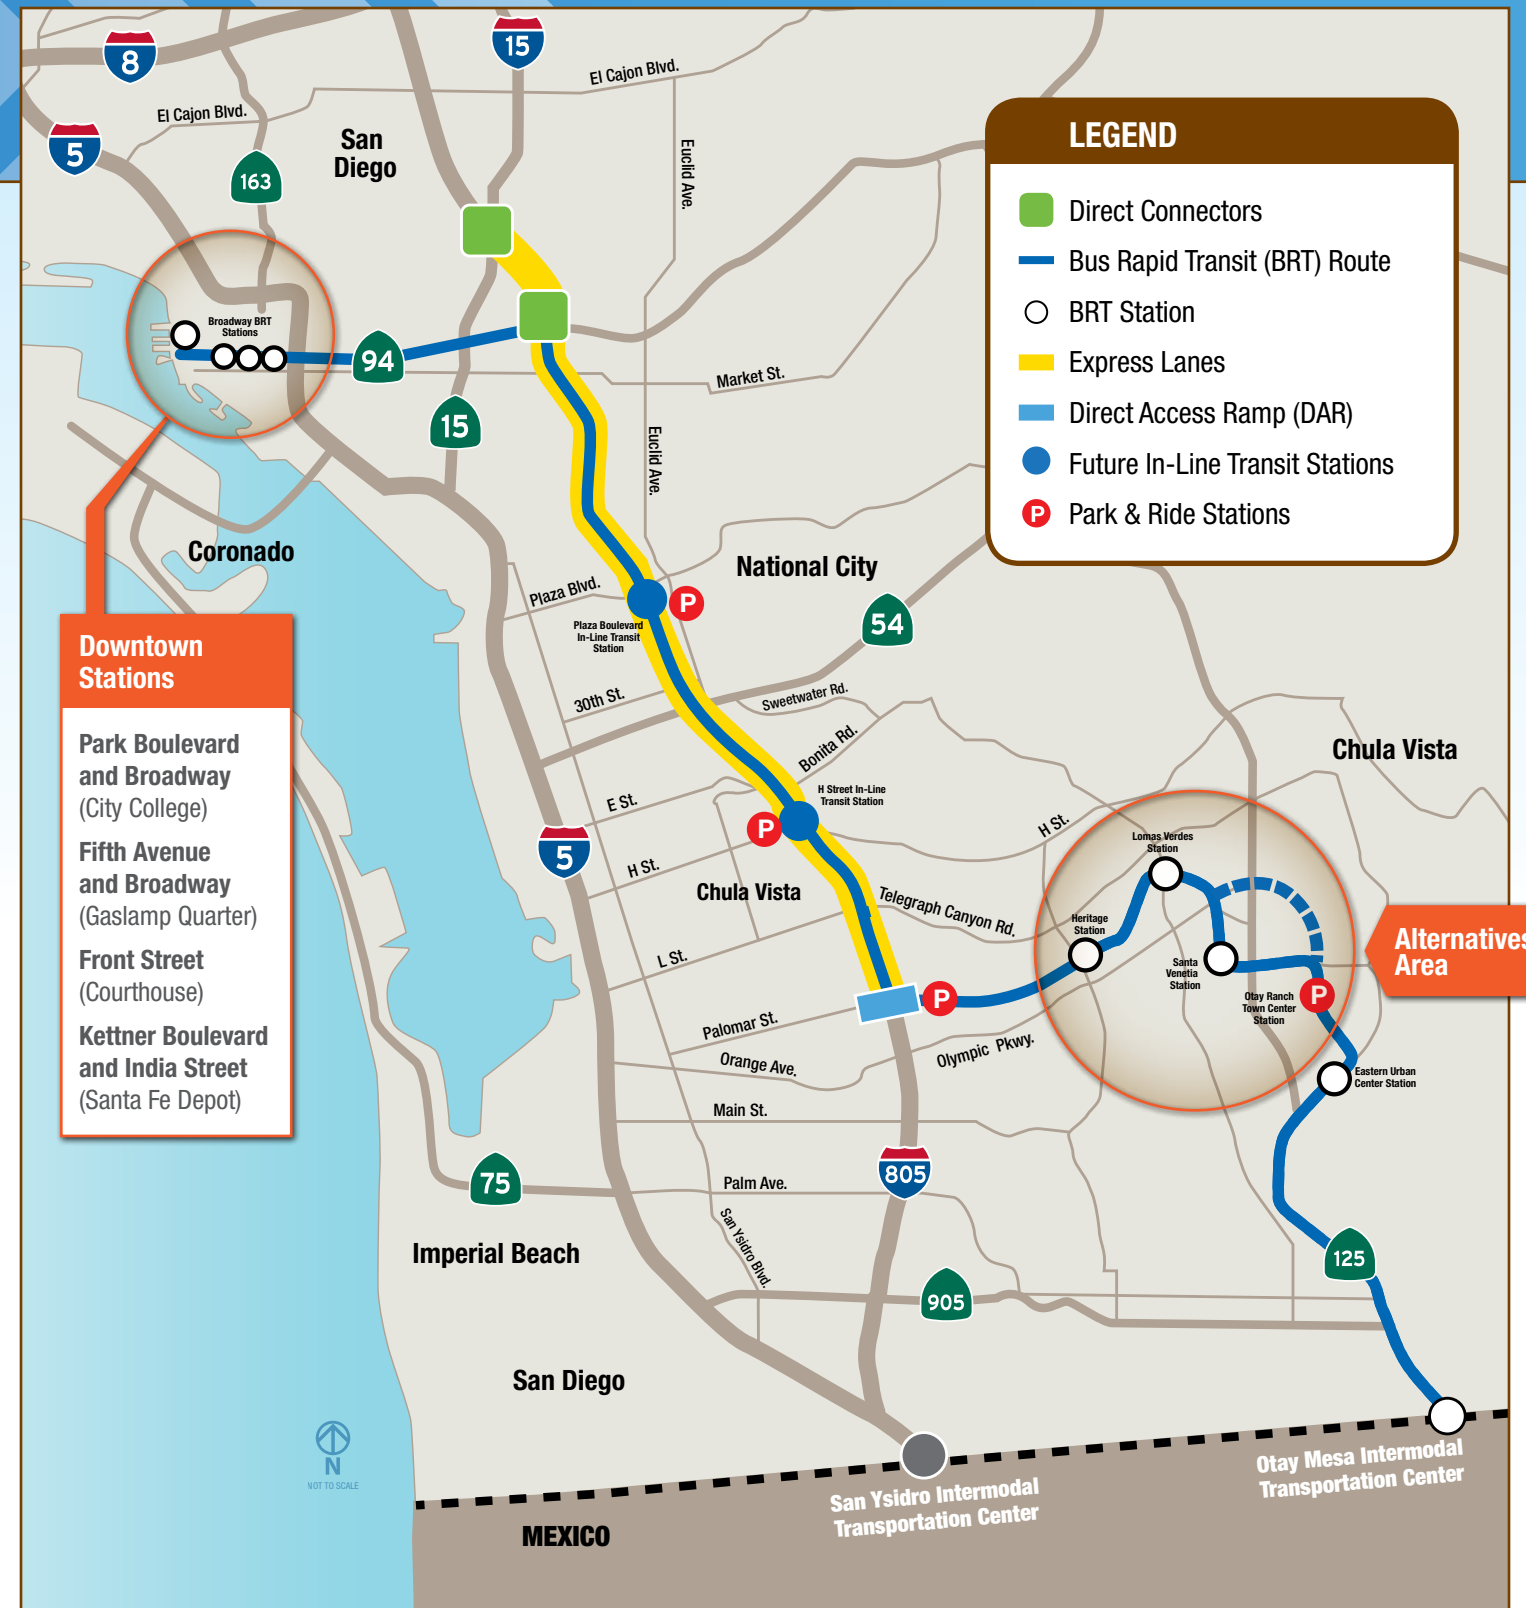 8
15
El Cajon Blvd.
El Cajon Blvd.
5
163
San
Diego
Euclid Ave.
LEGEND
Direct Connectors
Bus Rapid Transit (BRT) Route
BRT Station
Express Lanes
Direct Access Ramp (DAR)
Future In-Line Transit Stations
P
Park & Ride Stations
Broadway BRT
Stations
94
Market St.
15
Euclid Ave.
Coronado
National City
Plaza Blvd.
P
Plaza Boulevard
In-Line Transit
Station
54
Downtown
Stations
Park Boulevard
and Broadway
(City College)
Fifth Avenue
and Broadway
(Gaslamp Quarter)
Front Street
(Courthouse)
Kettner Boulevard
and India Street
(Santa Fe Depot)
30th St.
Sweetwater Rd.
Bonita Rd.
Chula Vista
E St.
H Street In-Line
Transit Station
P
H St.
5
H St.
Chula Vista
Lomas Verdes
Station
Telegraph Canyon Rd.
Heritage
Station
Alternatives
Area
L St.
Santa
Venetia
Station
P
Otay Ranch
Town Center
Station
P
Palomar St.
Orange Ave.
Olympic Pkwy.
Eastern Urban
Center Station
Main St.
805
75
Palm Ave.
San Ysidro Blvd.
Imperial Beach
125
905
San Diego
N
NOT TO SCALE
Otay Mesa Intermodal
Transportation Center
San Ysidro Intermodal
Transportation Center
MEXICO